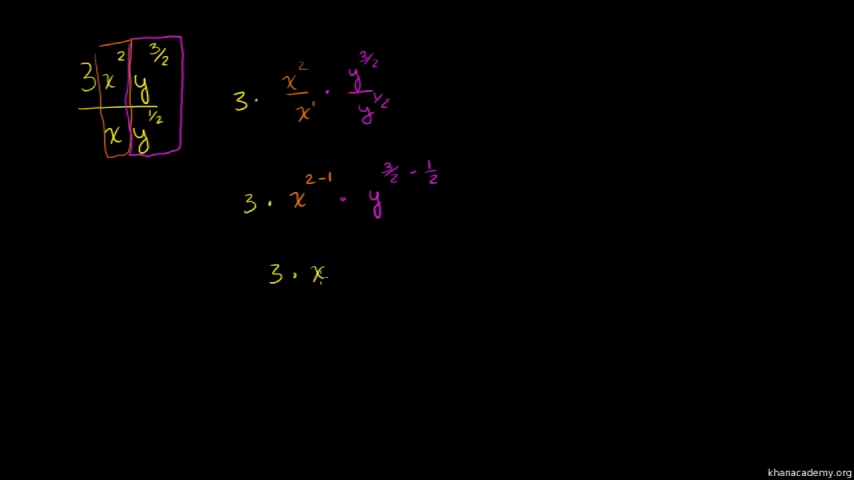 3x^2 y^{3/2}
x y^{1/2}
3 · x^2/x^1 · y^{3/2}/y^{1/2}
3 · x^{2-1} · y^{3/2 - 1/2}
3 · x
khanacademy.org